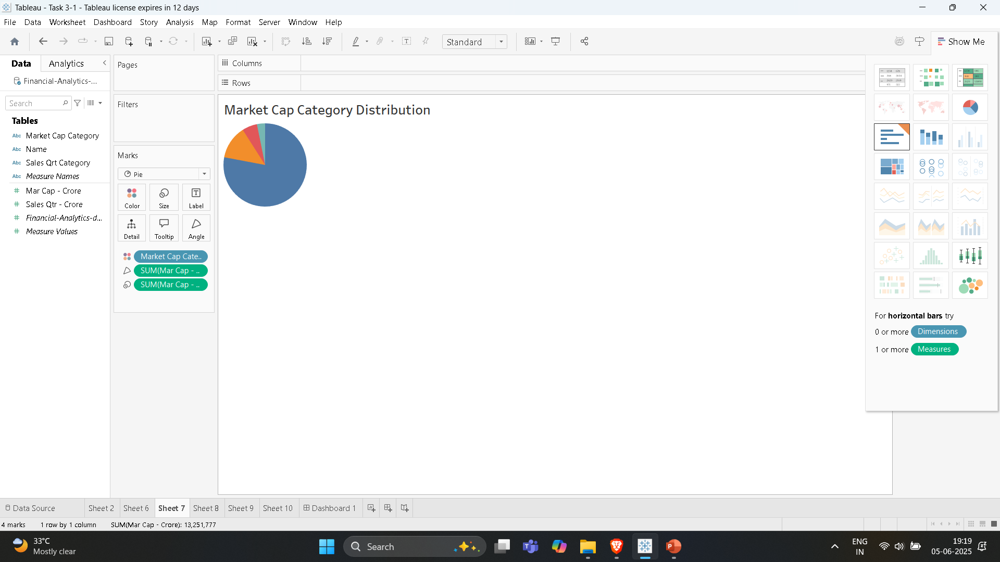 Tableau - Task 3-1 - Tableau license expires in 12 days
File Data Worksheet Dashboard Story Analysis Map Format Server Window Help
Standard
Show Me
Data Analytics
Financial-Analytics-...
Search
Tables
Abc Market Cap Category
Abc Name
Abc Sales Qrt Category
Abc Measure Names
Mar Cap - Crore
Sales Qtr - Crore
Financial-Analytics-d...
Measure Values
Pages
Filters
Marks
Pie
Color Size Label
Detail Tooltip Angle
Market Cap Cate..
SUM(Mar Cap - ..
SUM(Mar Cap - ..
Columns
Rows
Market Cap Category Distribution
For horizontal bars try
0 or more Dimensions
1 or more Measures
Data Source Sheet 2 Sheet 6 Sheet 7 Sheet 8 Sheet 9 Sheet 10 Dashboard 1
4 marks 1 row by 1 column SUM(Mar Cap - Crore): 13,251,777
33°C
Mostly clear
Search
ENG
IN
19:19
05-06-2025